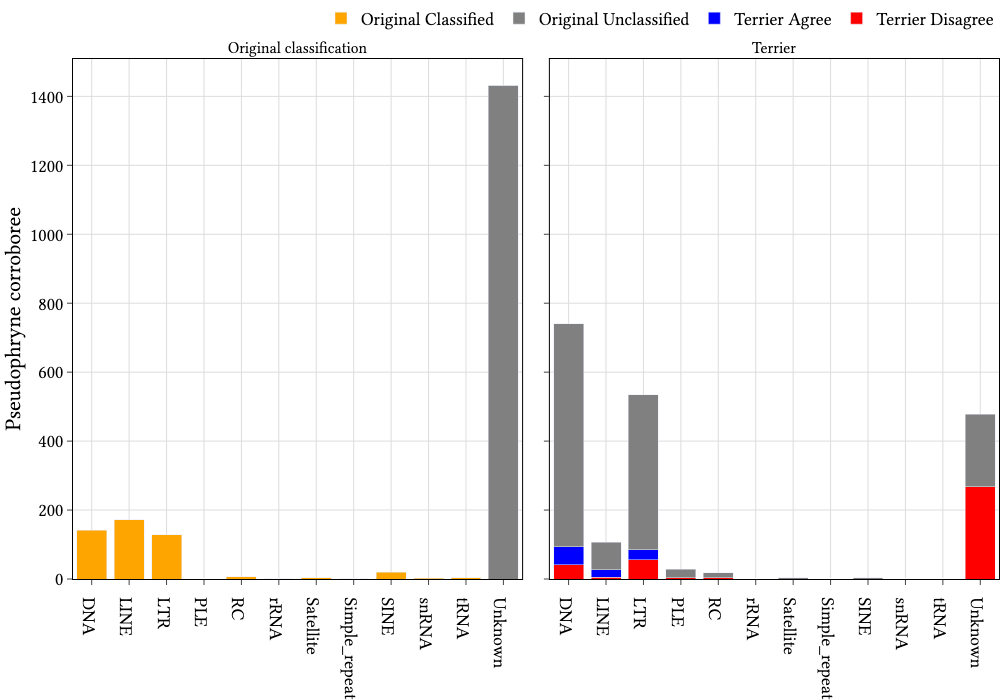 Original Classified Original Unclassified Terrier Agree Terrier Disagree
Original classification
Terrier
Pseudophryne corroboree
1400
1200
1000
800
600
400
200
0
DNA
LINE
LTR
PLE
RC
rRNA
Satellite
Simple_repeat
SINE
snRNA
tRNA
Unknown
DNA
LINE
LTR
PLE
RC
rRNA
Satellite
Simple_repeat
SINE
snRNA
tRNA
Unknown